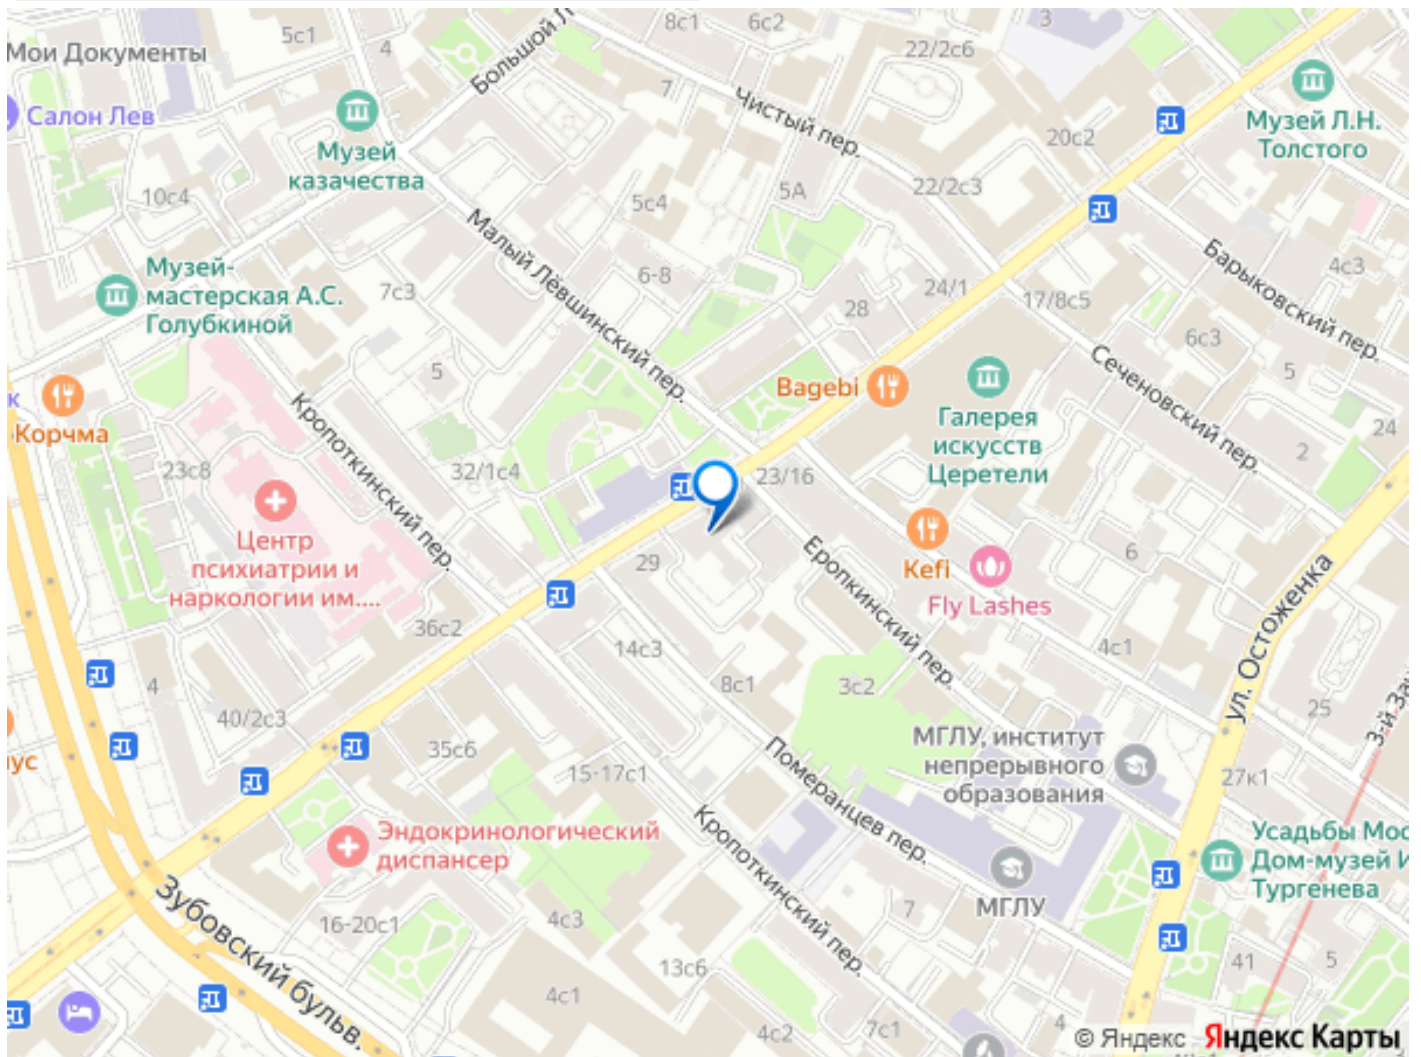 5с1
4
8с1
6с2
3
22/2с6
Мои Документы
Большой Л
7
Чистый пер.
Салон Лев
Музей
казачества
20с2
Музей Л.Н.
Толстого
10с4
5с4
5А
22/2с3
Малый Лёвшинский пер.
Музей-
мастерская А.С.
Голубкиной
7с3
6-8
28
24/1
17/8с5
Барыковский пер.
4с3
6с3
5
Сеченовский пер.
5
Bagebi
Галерея
искусств
Церетели
2
24
к
Корчма
Кропоткинский пер.
23с8
32/1с4
23/16
Центр
психиатрии и
наркологии им....
29
Еропкинский пер.
Kefi
Fly Lashes
6
ул. Остоженка
36с2
14с3
4с1
4
40/2с3
8с1
3с2
25
3-й Зач
ус
35с6
15-17с1
Померанцев пер.
МГЛУ, институт
непрерывного
образования
27к1
Эндокринологический
диспансер
Кропоткинский пер.
Усадьбы Мос
Дом-музей И
Тургенева
МГЛУ
7
Зубовский бульв.
16-20с1
4с3
13с6
41
5
4с1
4с2
7с1
4
© Яндекс Яндекс Карты